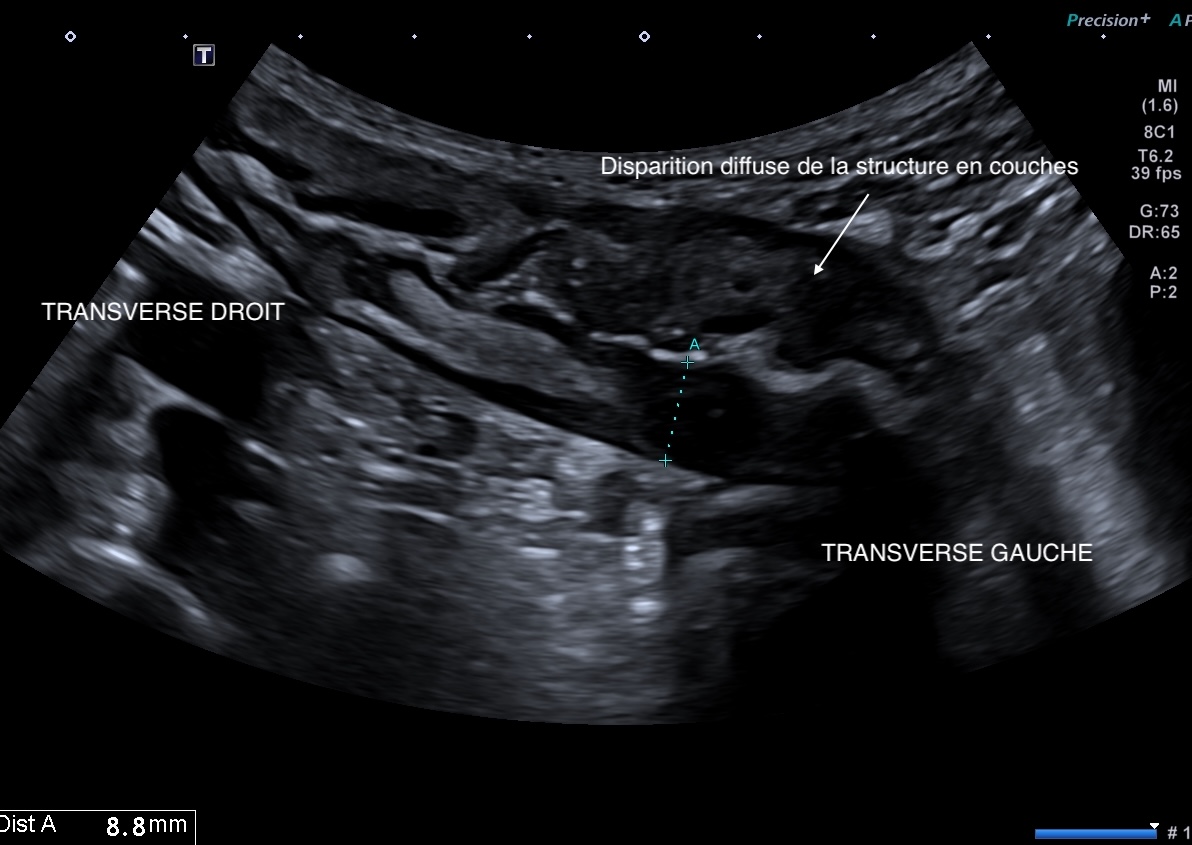 Precision+ AP
T
MI
(1.6)
8C1
T6.2
39 fps
G:73
DR:65
A:2
P:2
Disparition diffuse de la structure en couches
TRANSVERSE DROIT
A
TRANSVERSE GAUCHE
Dist A 8.8mm
# 1